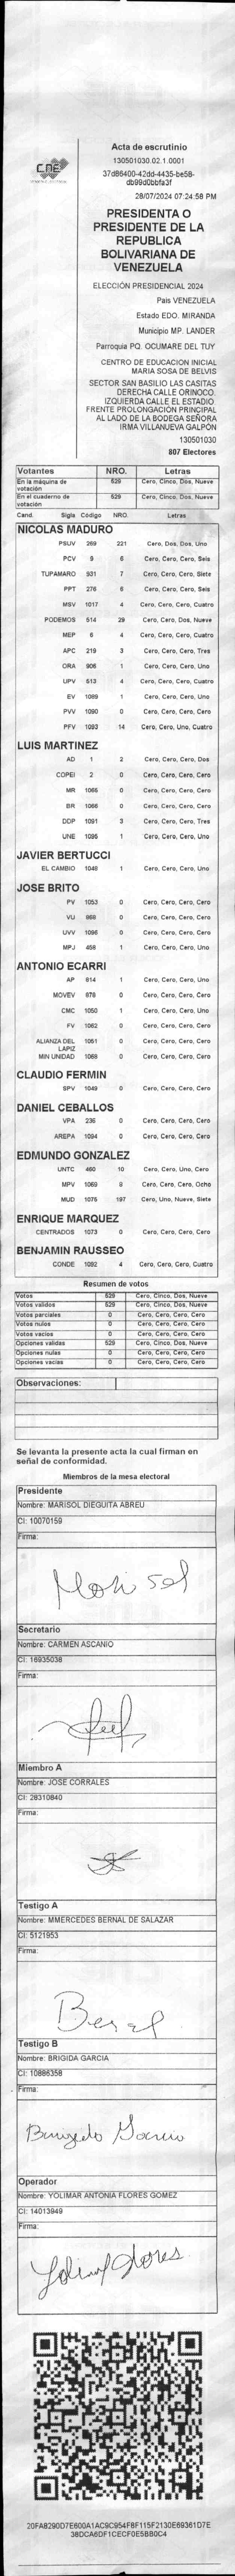 CNE
Acta de escrutinio
130501030.02.1.0001
37d86400-42dd-4435-be58-
db99d0bbfa3f
28/07/2024 07:24:58 PM
PRESIDENTA O
PRESIDENTE DE LA
REPUBLICA
BOLIVARIANA DE
VENEZUELA
ELECCIÓN PRESIDENCIAL 2024
Pais VENEZUELA
Estado EDO. MIRANDA
Municipio MP. LANDER
Parroquia PQ. OCUMARE DEL TUY
CENTRO DE EDUCACION INICIAL
MARIA SOSA DE BELVIS
SECTOR SAN BASILIO LAS CASITAS
DERECHA CALLE ORINOCO.
IZQUIERDA CALLE EL ESTADIO.
FRENTE PROLONGACIÓN PRINCIPAL
AL LADO DE LA BODEGA SEÑORA
IRMA VILLANUEVA GALPÓN
130501030
807 Electores
Votantes NRO. Letras
En la máquina de votación 529 Cero, Cinco, Dos, Nueve
En el cuaderno de votación 529 Cero, Cinco, Dos, Nueve
Cand. Sigla Código NRO. Letras
NICOLAS MADURO
PSUV 269 221 Cero, Dos, Dos, Uno
PCV 9 6 Cero, Cero, Cero, Seis
TUPAMARO 931 7 Cero, Cero, Cero, Siete
PPT 276 6 Cero, Cero, Cero, Seis
MSV 1017 4 Cero, Cero, Cero, Cuatro
PODEMOS 514 29 Cero, Cero, Dos, Nueve
MEP 6 4 Cero, Cero, Cero, Cuatro
APC 219 3 Cero, Cero, Cero, Tres
ORA 906 1 Cero, Cero, Cero, Uno
UPV 513 4 Cero, Cero, Cero, Cuatro
EV 1089 1 Cero, Cero, Cero, Uno
PVV 1090 0 Cero, Cero, Cero, Cero
PFV 1093 14 Cero, Cero, Uno, Cuatro
LUIS MARTINEZ
AD 1 2 Cero, Cero, Cero, Dos
COPEI 2 0 Cero, Cero, Cero, Cero
MR 1065 0 Cero, Cero, Cero, Cero
BR 1066 0 Cero, Cero, Cero, Cero
DDP 1091 3 Cero, Cero, Cero, Tres
UNE 1095 1 Cero, Cero, Cero, Uno
JAVIER BERTUCCI
EL CAMBIO 1048 1 Cero, Cero, Cero, Uno
JOSE BRITO
PV 1053 0 Cero, Cero, Cero, Cero
VU 868 0 Cero, Cero, Cero, Cero
UVV 1096 0 Cero, Cero, Cero, Cero
MPJ 458 1 Cero, Cero, Cero, Uno
ANTONIO ECARRI
AP 814 1 Cero, Cero, Cero, Uno
MOVEV 878 0 Cero, Cero, Cero, Cero
CMC 1050 1 Cero, Cero, Cero, Uno
FV 1062 0 Cero, Cero, Cero, Cero
ALIANZA DEL LAPIZ 1051 0 Cero, Cero, Cero, Cero
MIN UNIDAD 1068 0 Cero, Cero, Cero, Cero
CLAUDIO FERMIN
SPV 1049 0 Cero, Cero, Cero, Cero
DANIEL CEBALLOS
VPA 236 0 Cero, Cero, Cero, Cero
AREPA 1094 0 Cero, Cero, Cero, Cero
EDMUNDO GONZALEZ
UNTC 460 10 Cero, Cero, Uno, Cero
MPV 1069 8 Cero, Cero, Cero, Ocho
MUD 1075 197 Cero, Uno, Nueve, Siete
ENRIQUE MARQUEZ
CENTRADOS 1073 0 Cero, Cero, Cero, Cero
BENJAMIN RAUSSEO
CONDE 1092 4 Cero, Cero, Cero, Cuatro
Resumen de votos
Votos 529 Cero, Cinco, Dos, Nueve
Votos validos 529 Cero, Cinco, Dos, Nueve
Votos parciales 0 Cero, Cero, Cero, Cero
Votos nulos 0 Cero, Cero, Cero, Cero
Votos vacios 0 Cero, Cero, Cero, Cero
Opciones validas 529 Cero, Cinco, Dos, Nueve
Opciones nulas 0 Cero, Cero, Cero, Cero
Opciones vacias 0 Cero, Cero, Cero, Cero
Observaciones:
Se levanta la presente acta la cual firman en
señal de conformidad.
Miembros de la mesa electoral
Presidente
Nombre: MARISOL DIEGUITA ABREU
CI: 10070159
Firma:
Marisol
Secretario
Nombre: CARMEN ASCANIO
CI: 16935036
Firma:
Miembro A
Nombre: JOSE CORRALES
CI: 28310840
Firma:
Testigo A
Nombre: MMERCEDES BERNAL DE SALAZAR
CI: 5121953
Firma:
Testigo B
Nombre: BRIGIDA GARCIA
CI: 10886358
Firma:
Operador
Nombre: YOLIMAR ANTONIA FLORES GOMEZ
CI: 14013949
Firma:
20FA8290D7E600A1AC9C954F8F115F2130E69361D7E
38DCA6DF1CECF0E5BB0C4